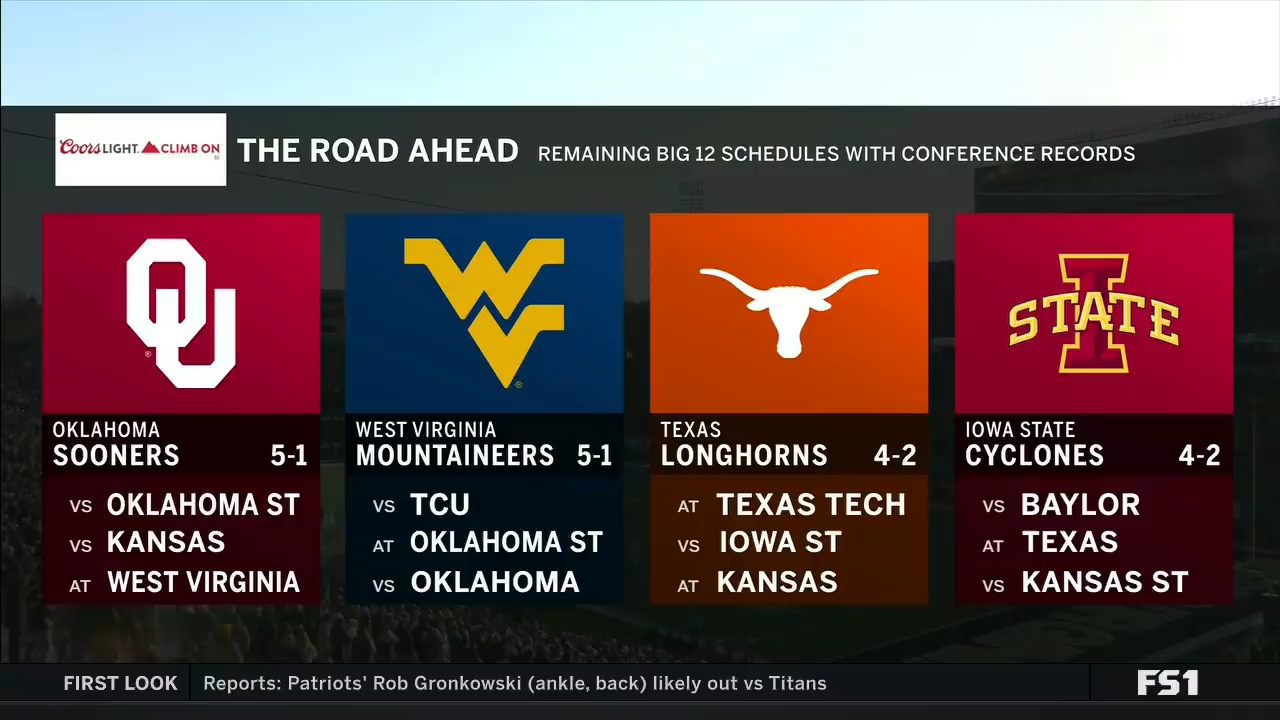 Coors LIGHT. CLIMB ON
THE ROAD AHEAD REMAINING BIG 12 SCHEDULES WITH CONFERENCE RECORDS
OU
OKLAHOMA
SOONERS 5-1
VS OKLAHOMA ST
VS KANSAS
AT WEST VIRGINIA
WV
WEST VIRGINIA
MOUNTAINEERS 5-1
VS TCU
AT OKLAHOMA ST
VS OKLAHOMA
TEXAS
LONGHORNS 4-2
AT TEXAS TECH
VS IOWA ST
AT KANSAS
I STATE
IOWA STATE
CYCLONES 4-2
VS BAYLOR
AT TEXAS
VS KANSAS ST
FIRST LOOK Reports: Patriots' Rob Gronkowski (ankle, back) likely out vs Titans FS1